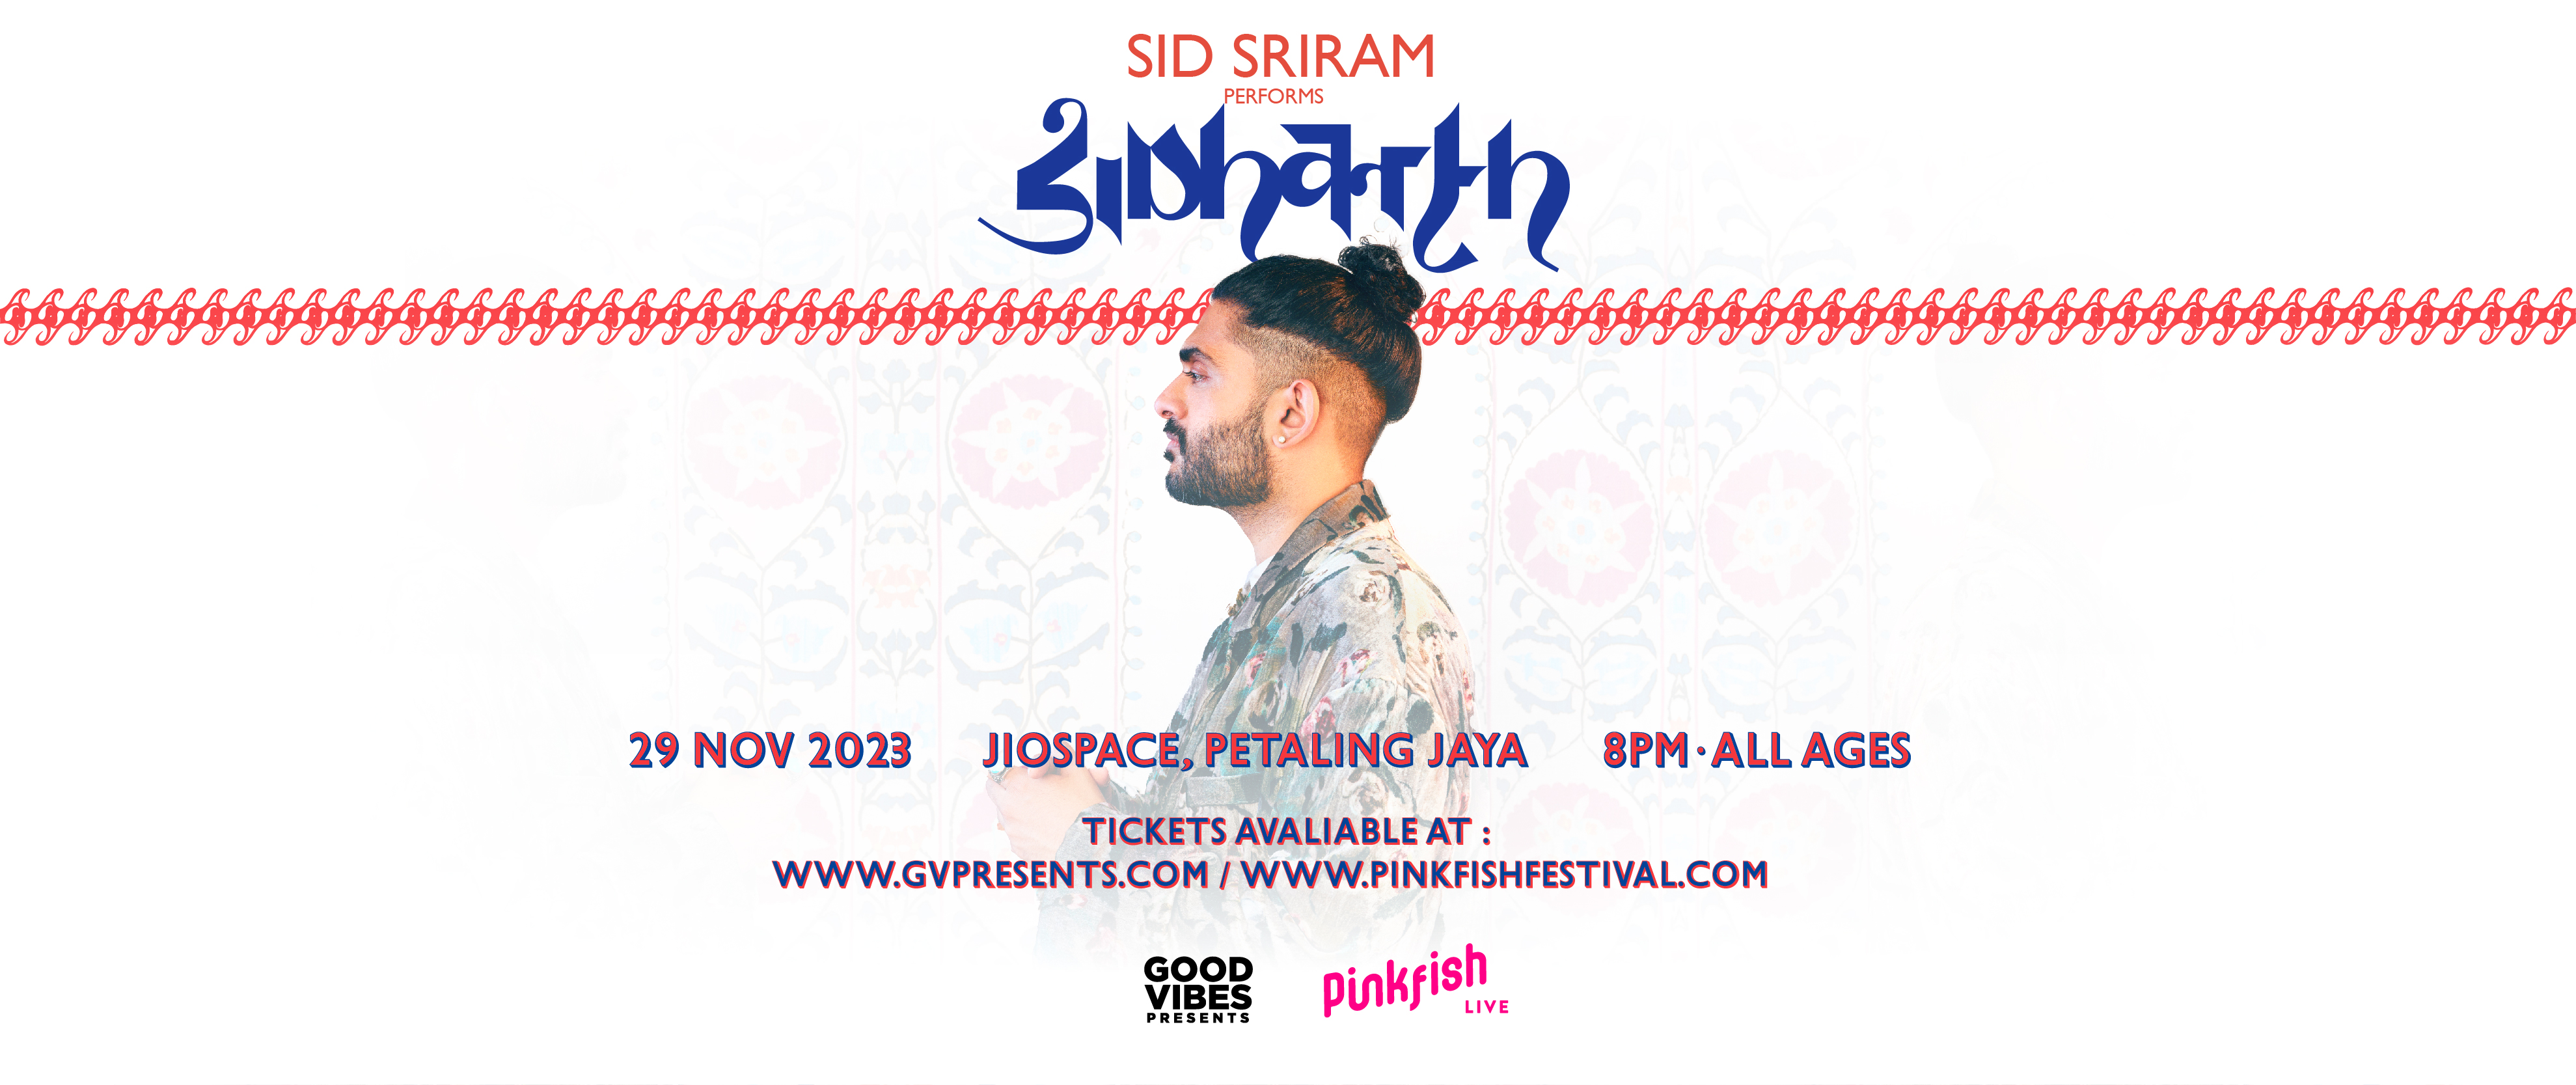 SID SRIRAM
PERFORMS
Sidharth
29 NOV 2023 JIOSPACE, PETALING JAYA 8PM · ALL AGES
TICKETS AVALIABLE AT :
WWW.GVPRESENTS.COM / WWW.PINKFISHFESTIVAL.COM
GOOD
VIBES
PRESENTS
pinkfish
LIVE